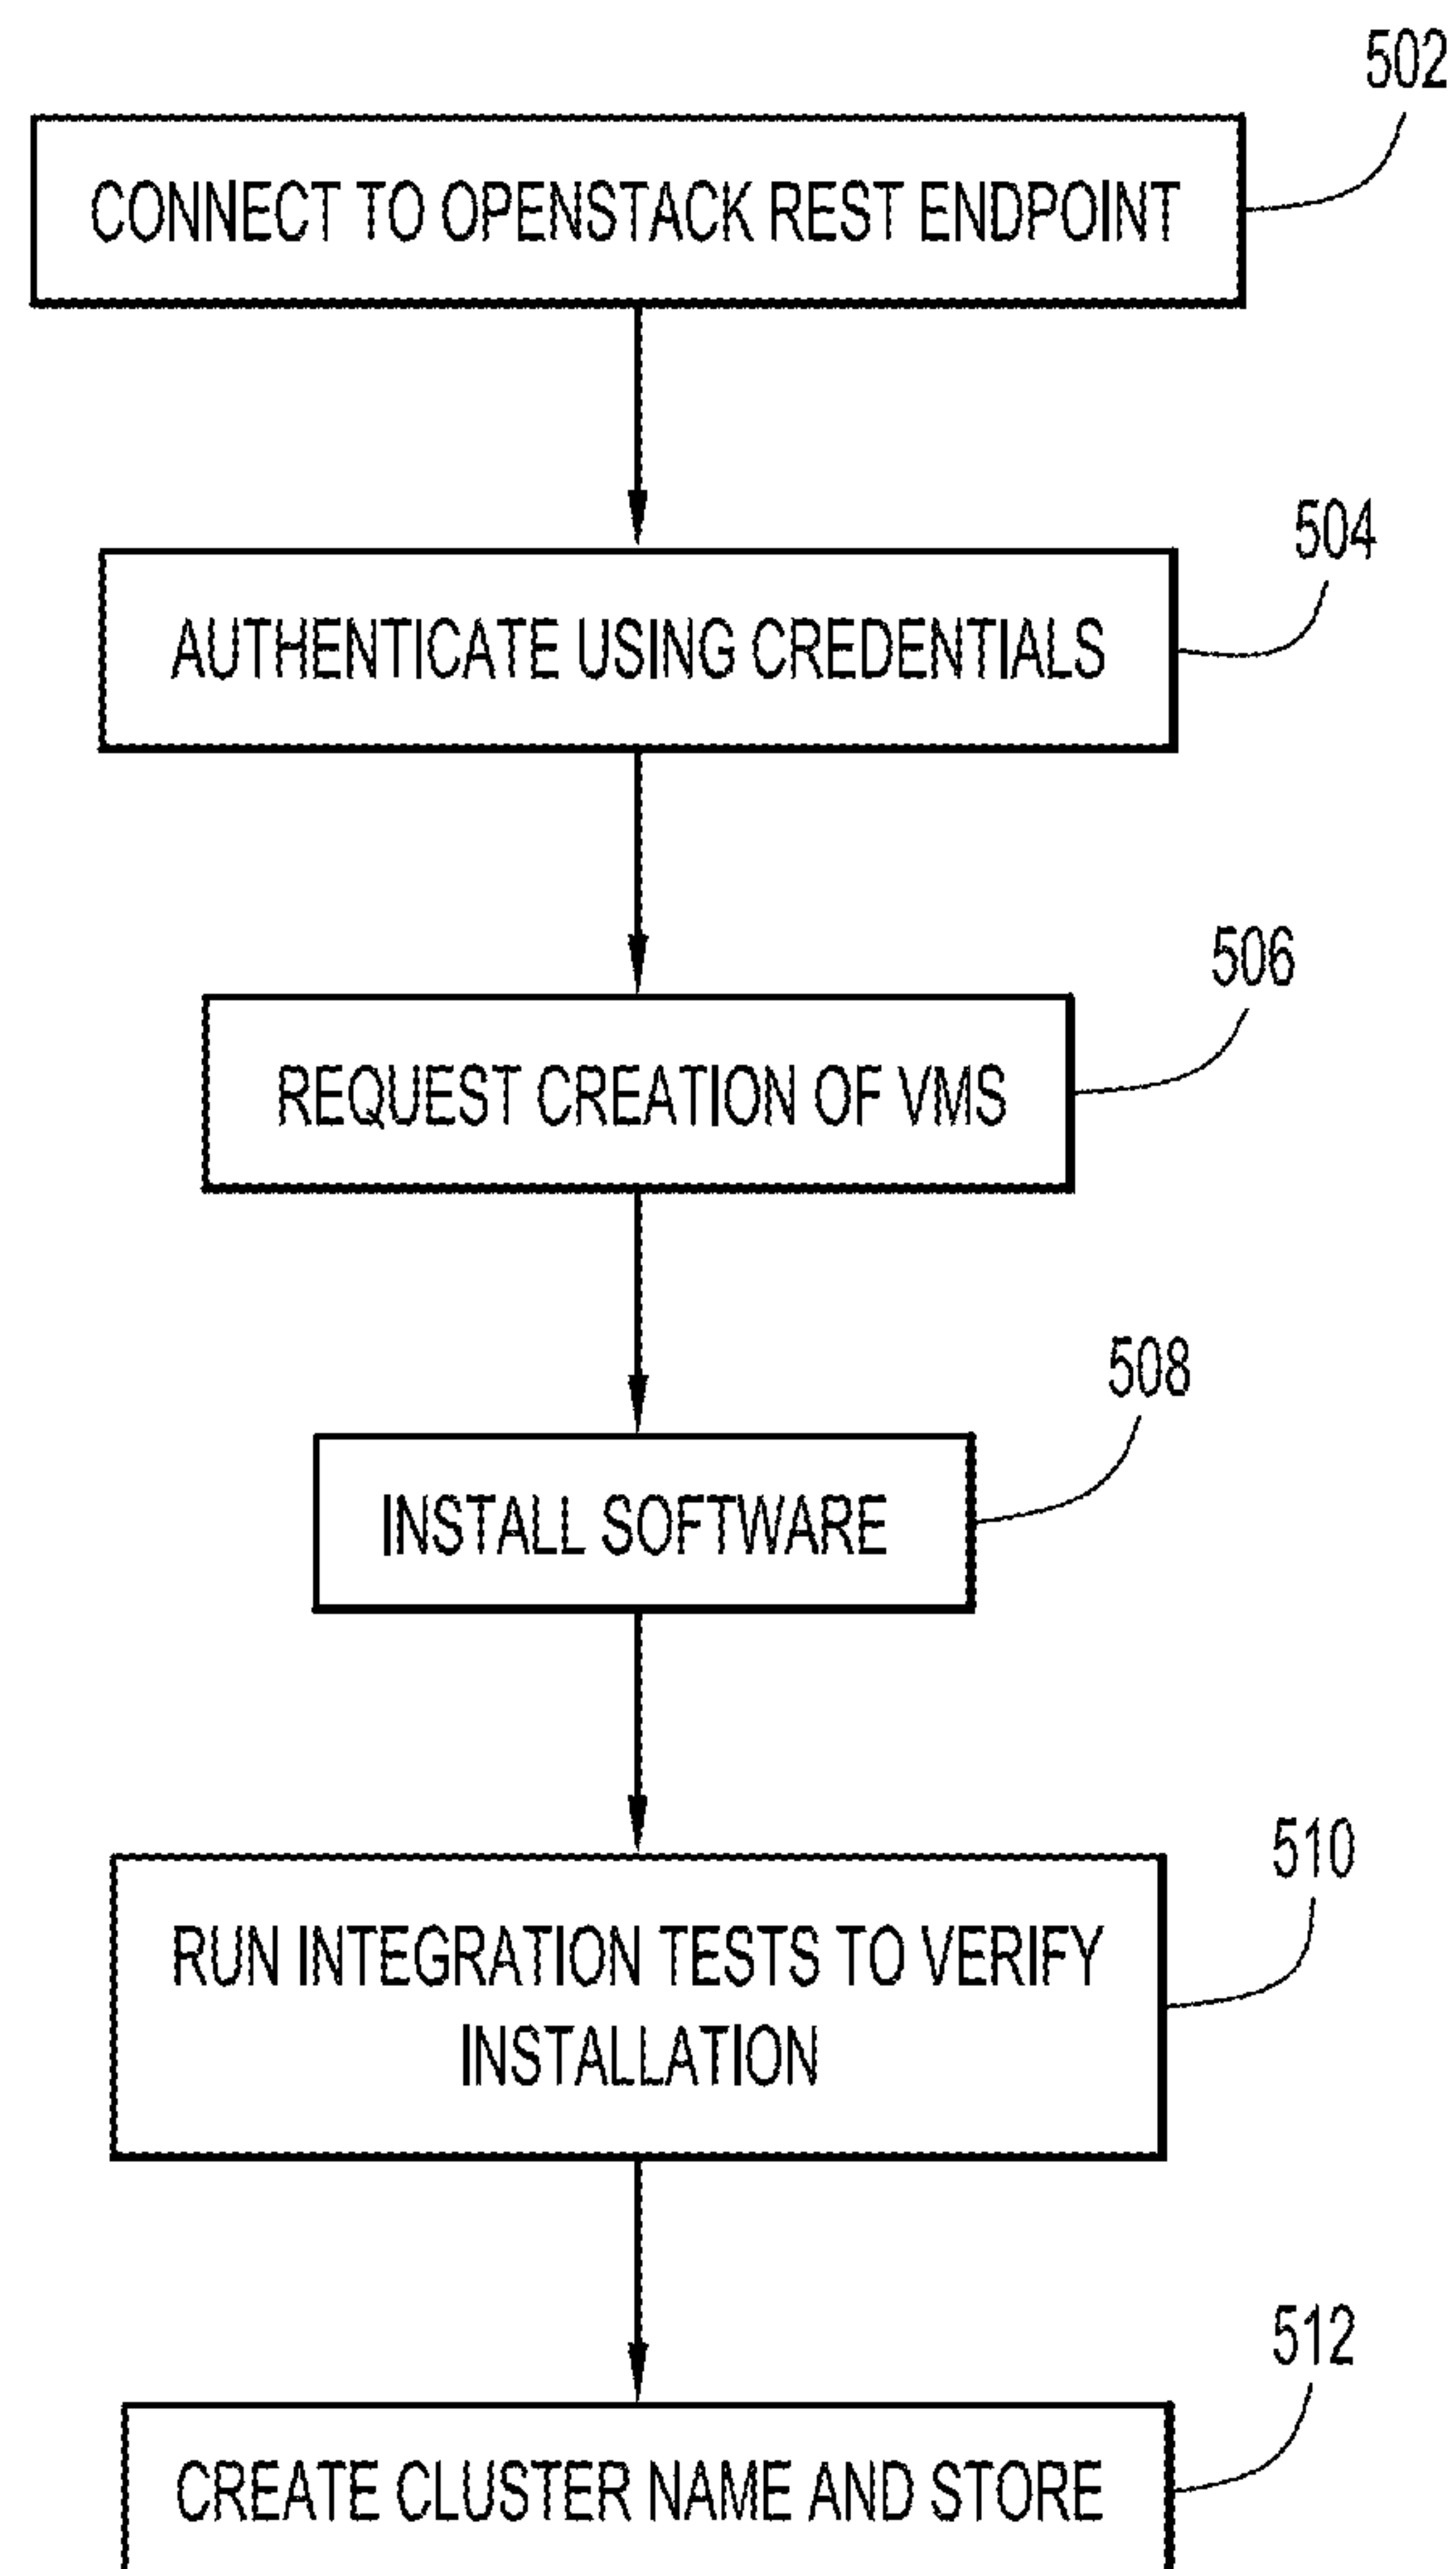 502
CONNECT TO OPENSTACK REST ENDPOINT
504
AUTHENTICATE USING CREDENTIALS
506
REQUEST CREATION OF VMS
508
INSTALL SOFTWARE
510
RUN INTEGRATION TESTS TO VERIFY
INSTALLATION
512
CREATE CLUSTER NAME AND STORE